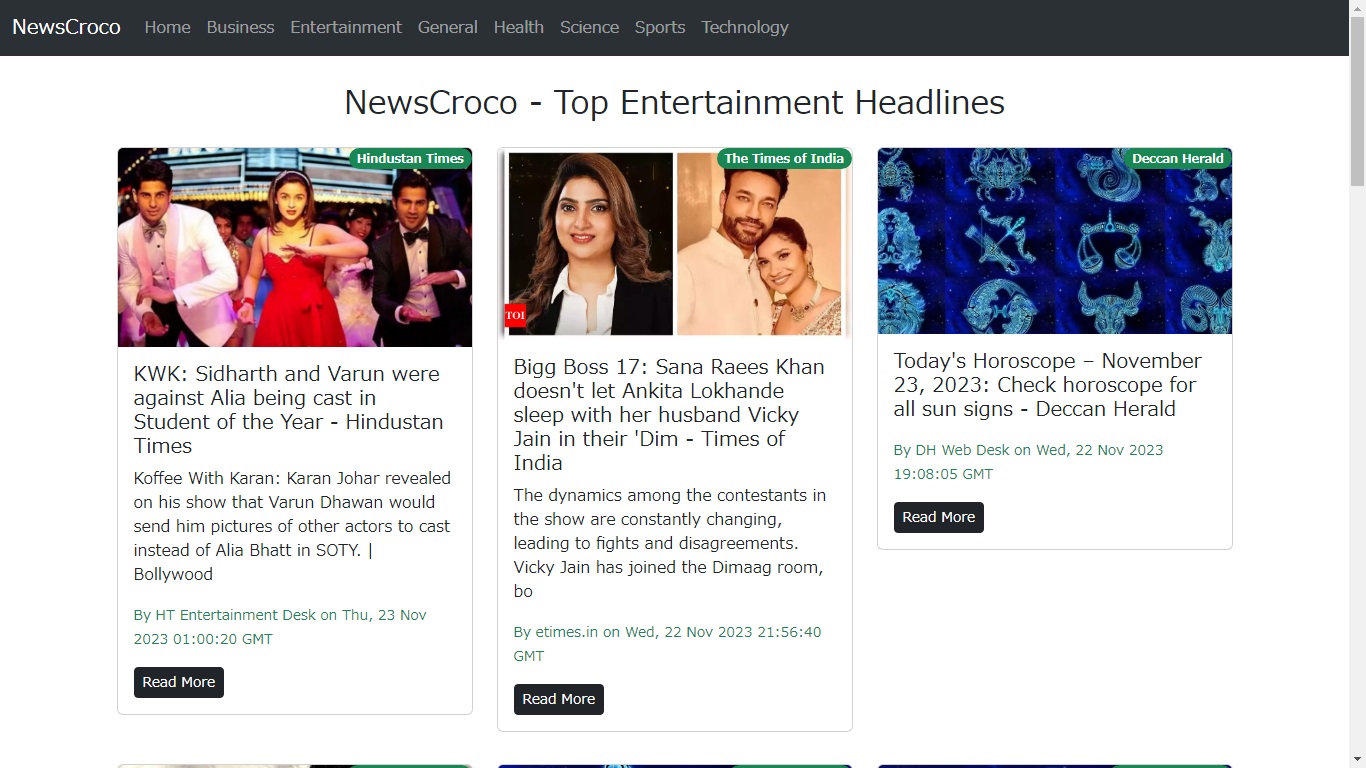 NewsCroco Home Business Entertainment General Health Science Sports Technology
NewsCroco - Top Entertainment Headlines
Hindustan Times
KWK: Sidharth and Varun were
against Alia being cast in
Student of the Year - Hindustan
Times
Koffee With Karan: Karan Johar revealed
on his show that Varun Dhawan would
send him pictures of other actors to cast
instead of Alia Bhatt in SOTY. |
Bollywood
By HT Entertainment Desk on Thu, 23 Nov
2023 01:00:20 GMT
Read More
The Times of India
TOI
Bigg Boss 17: Sana Raees Khan
doesn't let Ankita Lokhande
sleep with her husband Vicky
Jain in their 'Dim - Times of
India
The dynamics among the contestants in
the show are constantly changing,
leading to fights and disagreements.
Vicky Jain has joined the Dimaag room,
bo
By etimes.in on Wed, 22 Nov 2023 21:56:40
GMT
Read More
Deccan Herald
Today's Horoscope – November
23, 2023: Check horoscope for
all sun signs - Deccan Herald
By DH Web Desk on Wed, 22 Nov 2023
19:08:05 GMT
Read More